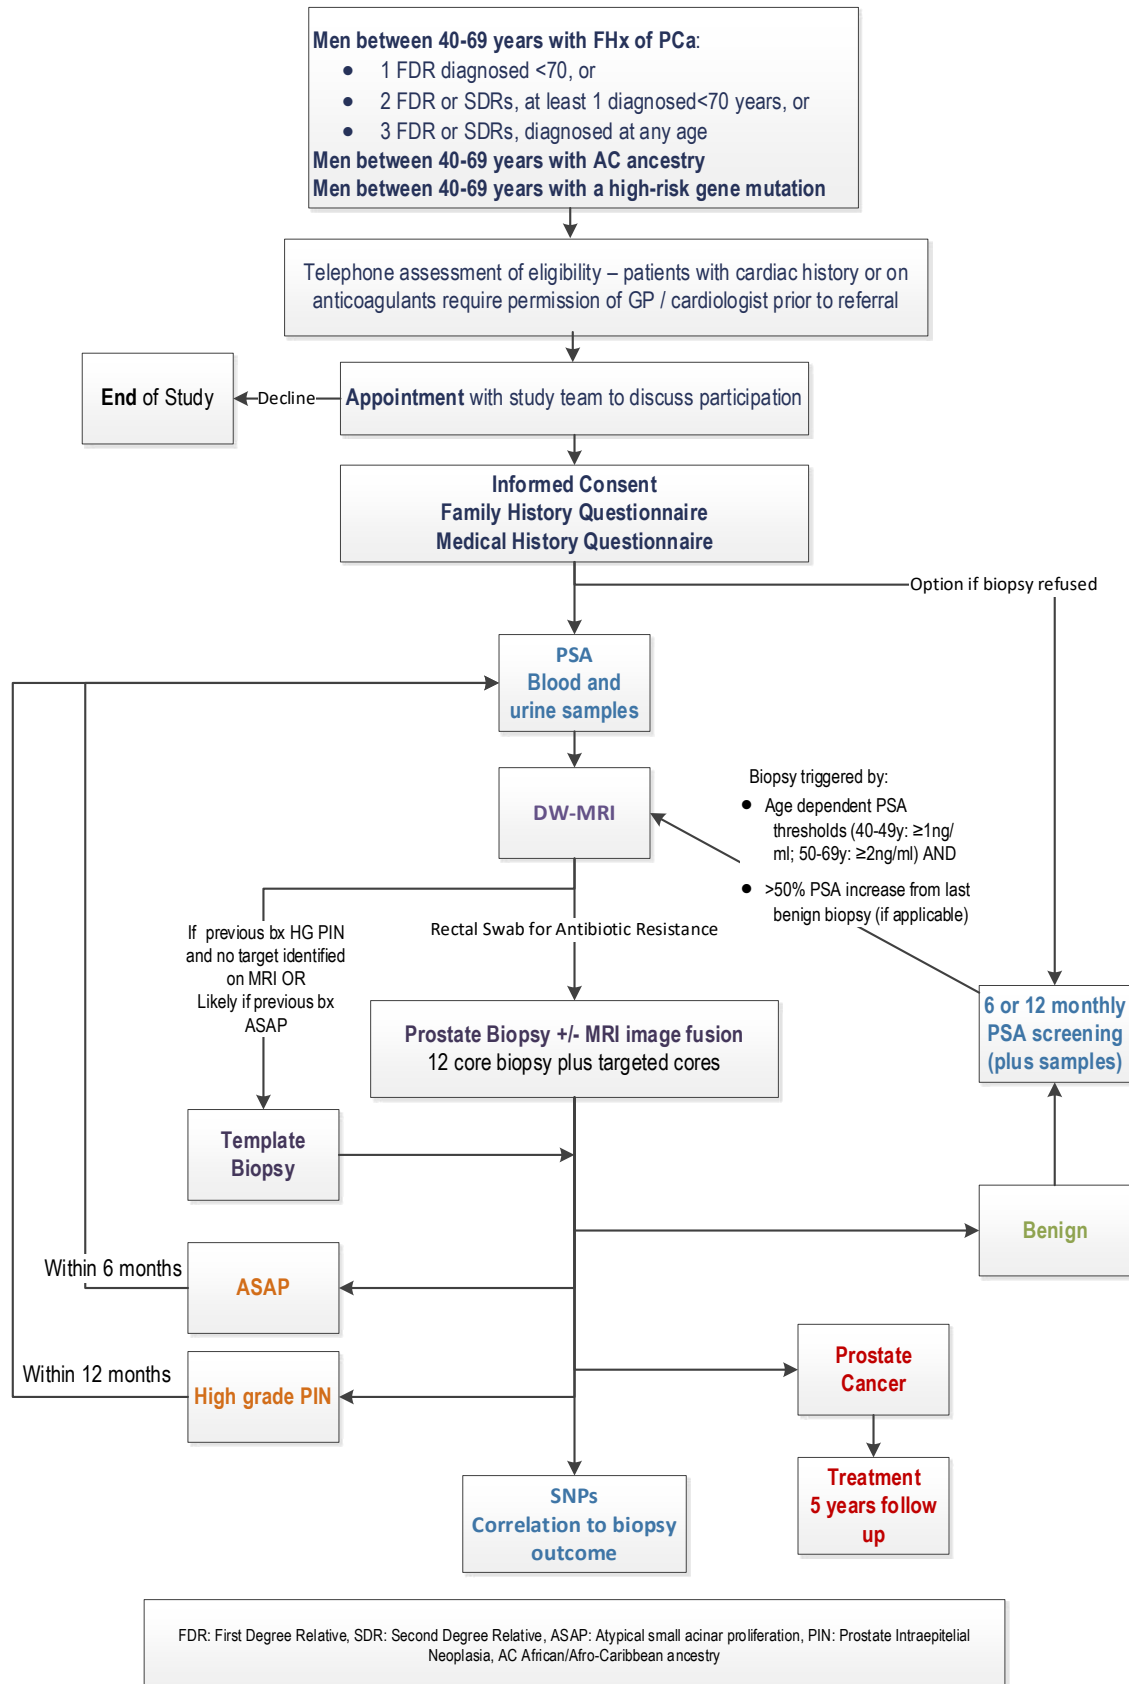 Men between 40-69 years with FHx of PCa:
● 1 FDR diagnosed <70, or
● 2 FDR or SDRs, at least 1 diagnosed<70 years, or
● 3 FDR or SDRs, diagnosed at any age
Men between 40-69 years with AC ancestry
Men between 40-69 years with a high-risk gene mutation
Telephone assessment of eligibility – patients with cardiac history or on
anticoagulants require permission of GP / cardiologist prior to referral
End of Study
Decline
Appointment with study team to discuss participation
Informed Consent
Family History Questionnaire
Medical History Questionnaire
Option if biopsy refused
PSA
Blood and
urine samples
DW-MRI
Biopsy triggered by:
● Age dependent PSA
thresholds (40-49y: ≥1ng/
ml; 50-69y: ≥2ng/ml) AND
● >50% PSA increase from last
benign biopsy (if applicable)
If previous bx HG PIN
and no target identified
on MRI OR
Likely if previous bx
ASAP
Rectal Swab for Antibiotic Resistance
6 or 12 monthly
PSA screening
(plus samples)
Prostate Biopsy +/- MRI image fusion
12 core biopsy plus targeted cores
Template
Biopsy
Benign
Within 6 months
ASAP
Prostate
Cancer
Within 12 months
High grade PIN
Treatment
5 years follow
up
SNPs
Correlation to biopsy
outcome
FDR: First Degree Relative, SDR: Second Degree Relative, ASAP: Atypical small acinar proliferation, PIN: Prostate Intraepitelial
Neoplasia, AC African/Afro-Caribbean ancestry